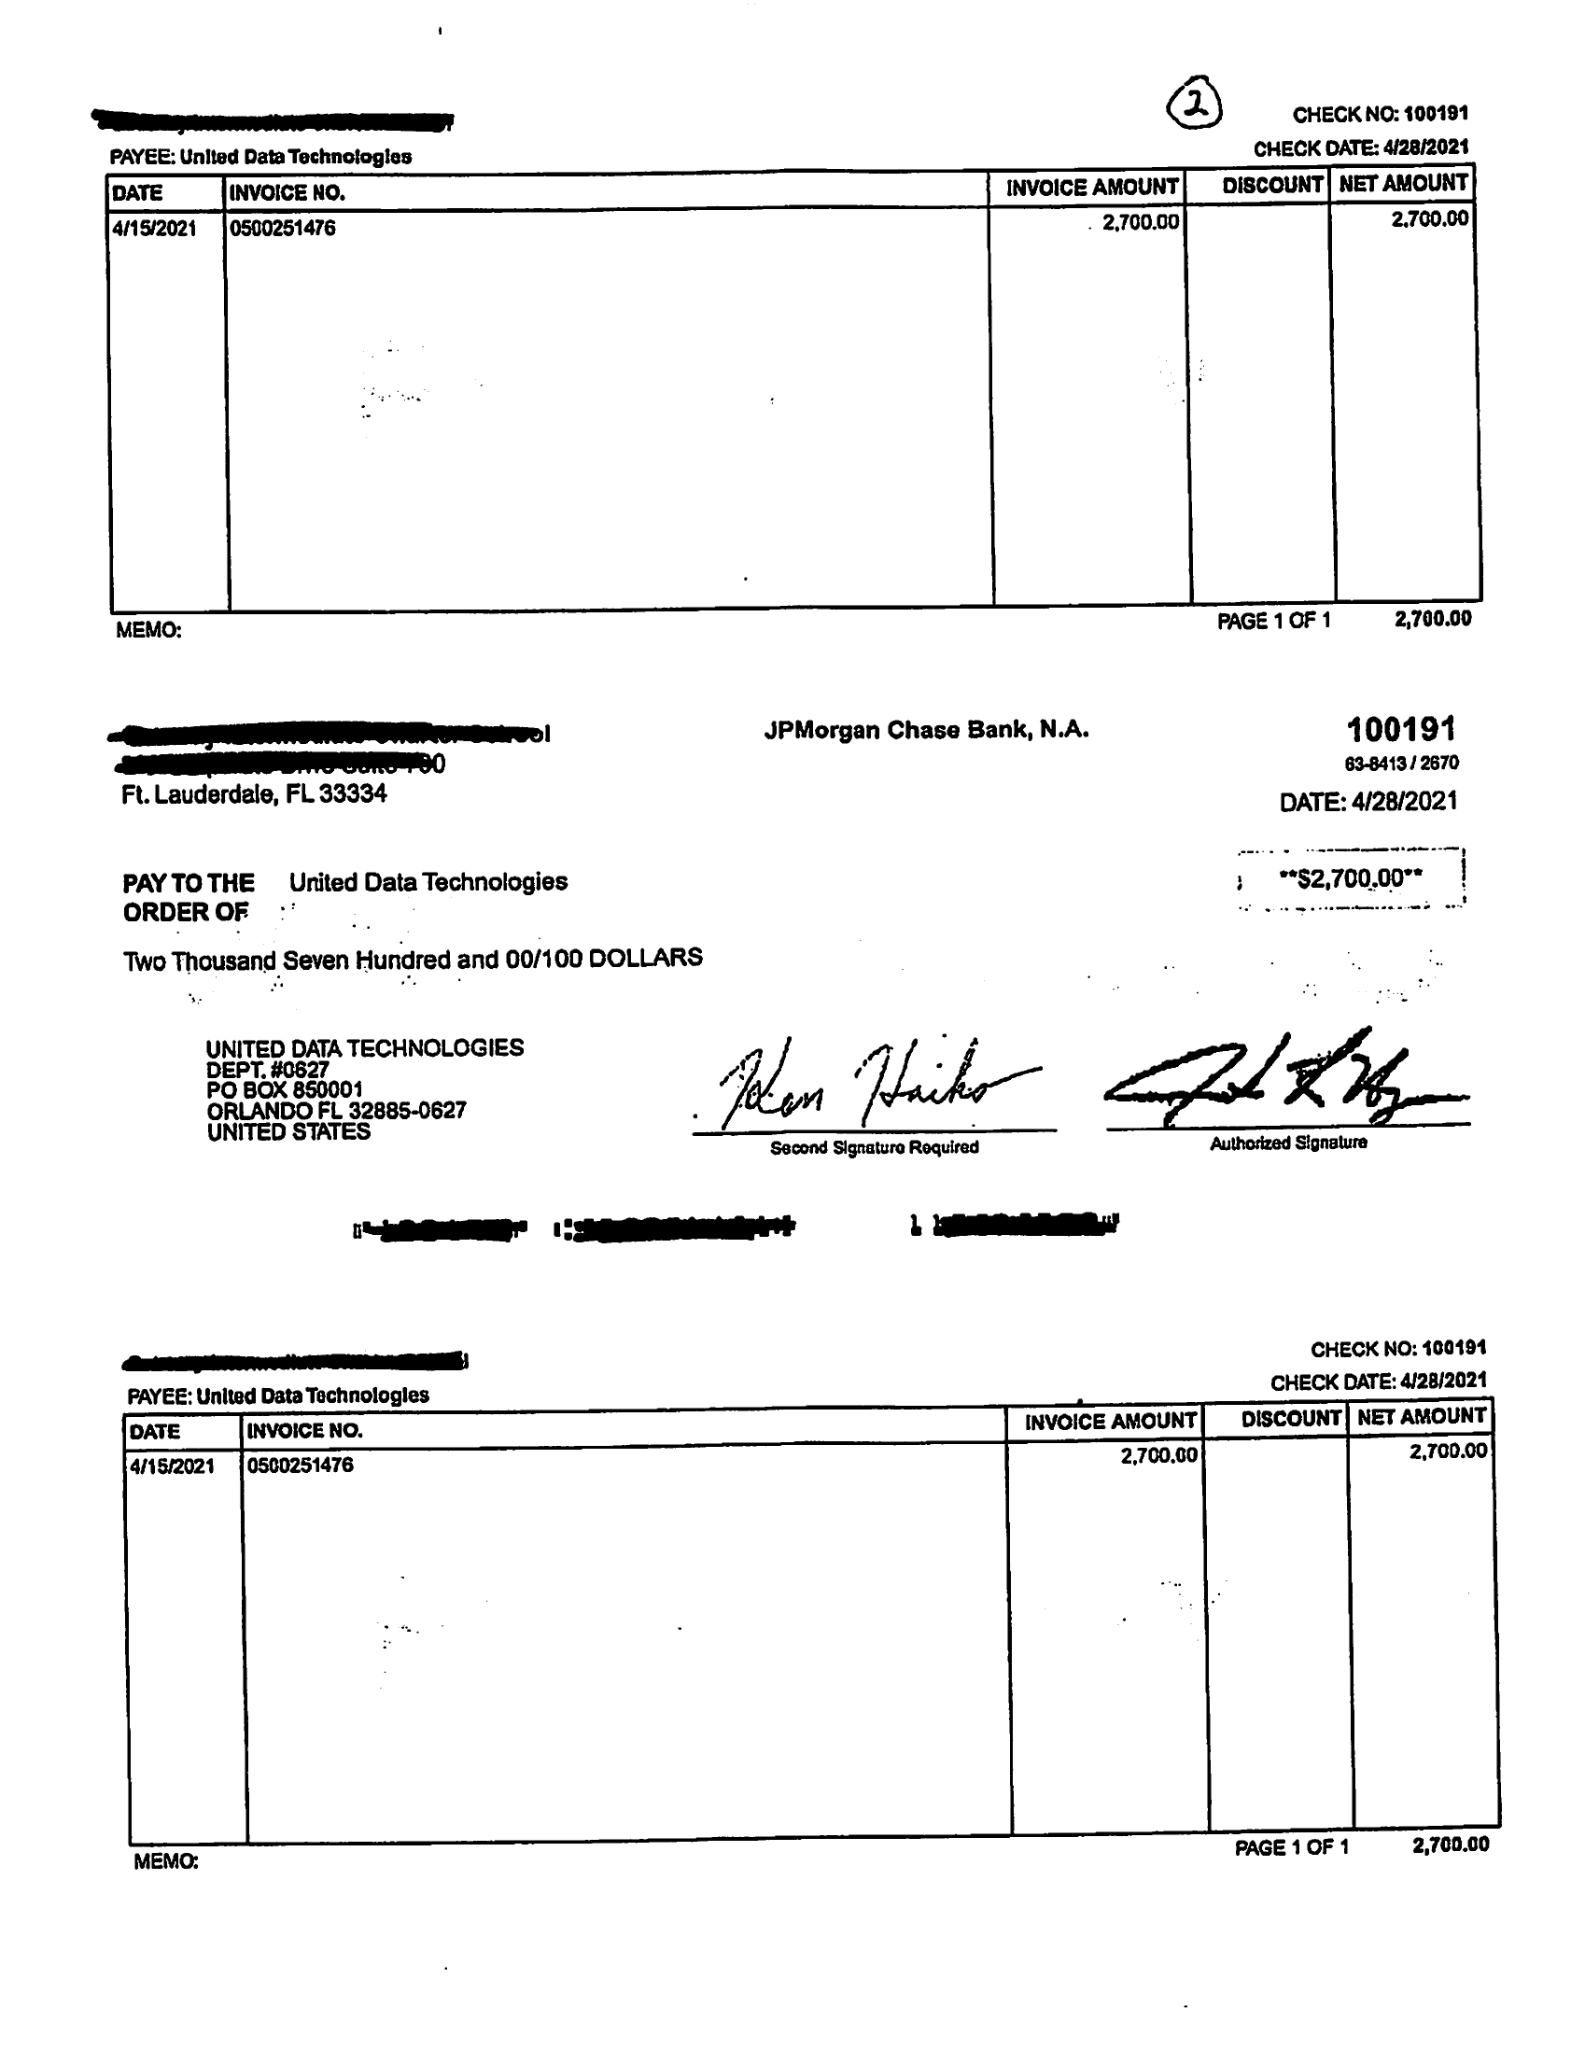 2
CHECK NO: 100191
CHECK DATE: 4/28/2021
PAYEE: United Data Technologies
DATE INVOICE NO. INVOICE AMOUNT DISCOUNT NET AMOUNT
4/15/2021 0500251476 2,700.00 2,700.00
MEMO: PAGE 1 OF 1 2,700.00
JPMorgan Chase Bank, N.A. 100191
63-8413 / 2670
Ft. Lauderdale, FL 33334
DATE: 4/28/2021
PAY TO THE United Data Technologies **$2,700.00**
ORDER OF
Two Thousand Seven Hundred and 00/100 DOLLARS
UNITED DATA TECHNOLOGIES
DEPT. #0627
PO BOX 850001
ORLANDO FL 32885-0627
UNITED STATES
Ken Haiko
Second Signature Required Authorized Signature
CHECK NO: 100191
CHECK DATE: 4/28/2021
PAYEE: United Data Technologies
DATE INVOICE NO. INVOICE AMOUNT DISCOUNT NET AMOUNT
4/15/2021 0500251476 2,700.00 2,700.00
MEMO: PAGE 1 OF 1 2,700.00